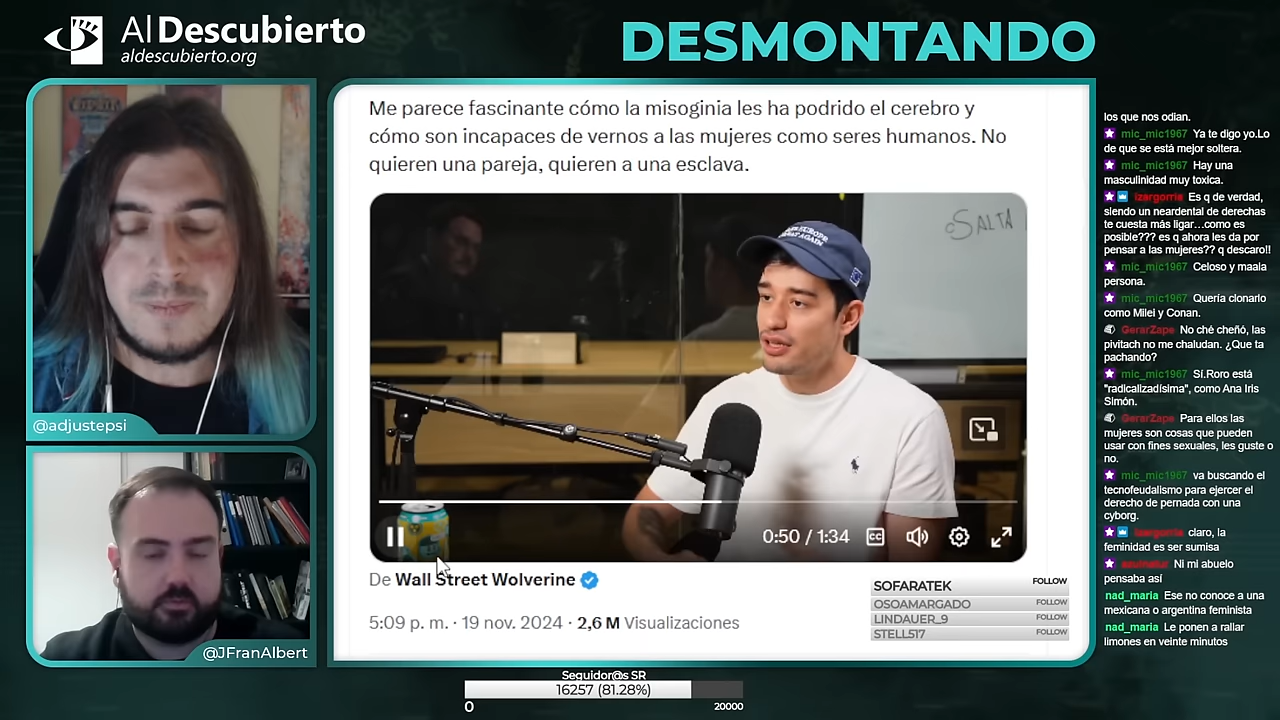 Al Descubierto
aldescubierto.org
DESMONTANDO
@adjustepsi
@JFranAlbert
Me parece fascinante cómo la misoginia les ha podrido el cerebro y
cómo son incapaces de vernos a las mujeres como seres humanos. No
quieren una pareja, quieren a una esclava.
SALTA
0:50 / 1:34
CC
De Wall Street Wolverine
5:09 p. m. · 19 nov. 2024 · 2,6 M Visualizaciones
SOFARATEK FOLLOW
OSOAMARGADO FOLLOW
LINDAUER_9 FOLLOW
STELL517 FOLLOW
Seguidor@s SR
16257 (81.28%)
0
20000
los que nos odian.
mic_mic1967 Ya te digo yo.Lo
de que se está mejor soltera.
mic_mic1967 Hay una
masculinidad muy toxica.
izargorris Es q de verdad,
siendo un neardental de derechas
te cuesta más ligar...como es
posible??? es q ahora les da por
pensar a las mujeres?? q descaro!!
mic_mic1967 Celoso y maala
persona.
mic_mic1967 Quería clonarlo
como Milei y Conan.
GerarZape No ché cheñó, las
pivitach no me chaludan. ¿Que ta
pachando?
mic_mic1967 Sí.Roro está
"radicalizadísima", como Ana Iris
Simón.
GerarZape Para ellos las
mujeres son cosas que pueden
usar con fines sexuales, les guste o
no.
mic_mic1967 va buscando el
tecnofeudalismo para ejercer el
derecho de pernada con una
cyborg.
izargorris claro, la
feminidad es ser sumisa
Ni mi abuelo
pensaba así
nad_maria Ese no conoce a una
mexicana o argentina feminista
nad_maria Le ponen a rallar
limones en veinte minutos